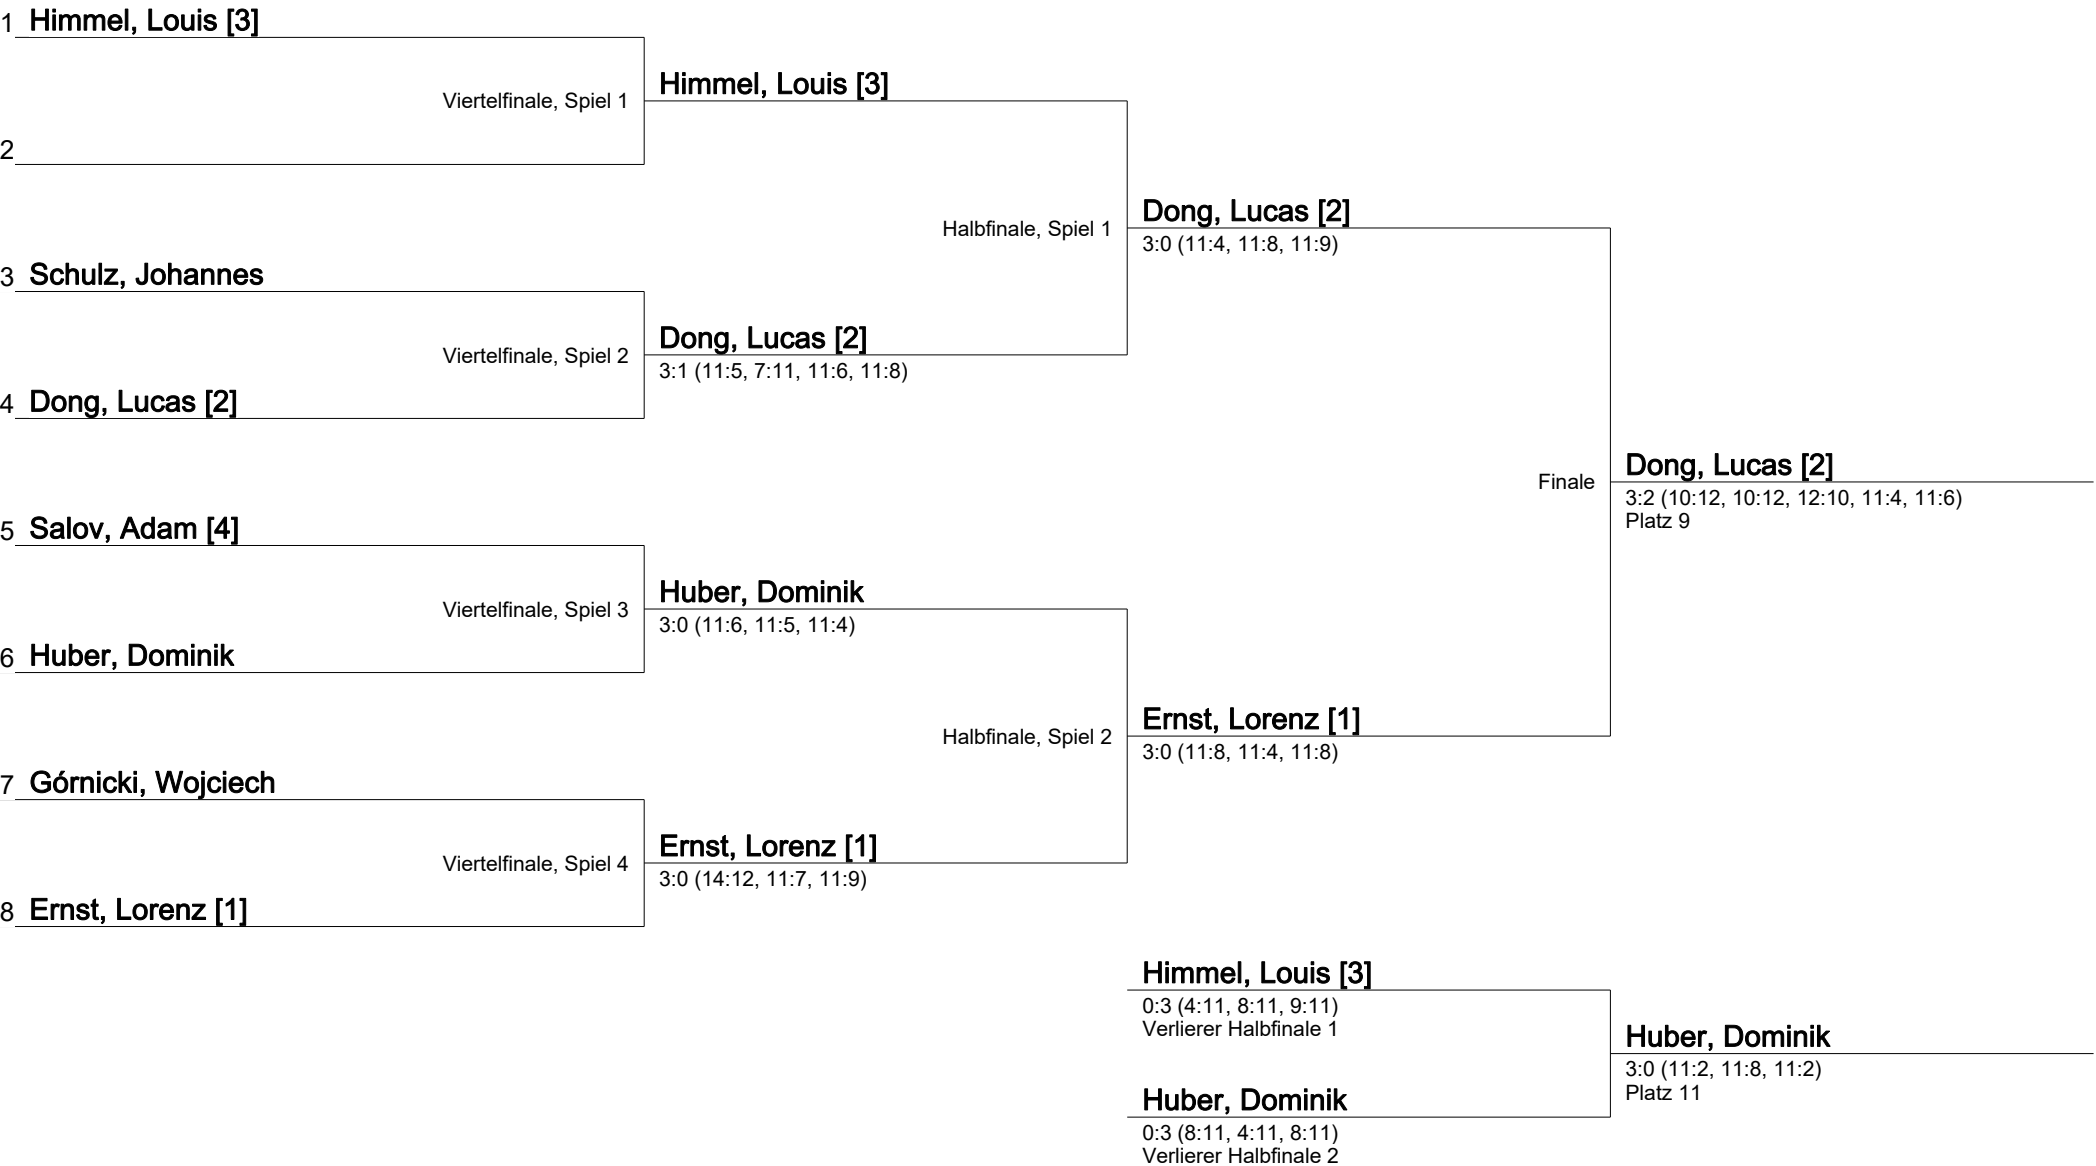 1 Himmel, Louis [3]
Viertelfinale, Spiel 1
Himmel, Louis [3]
2
Halbfinale, Spiel 1
Dong, Lucas [2]
3:0 (11:4, 11:8, 11:9)
3 Schulz, Johannes
Viertelfinale, Spiel 2
Dong, Lucas [2]
3:1 (11:5, 7:11, 11:6, 11:8)
4 Dong, Lucas [2]
Finale
Dong, Lucas [2]
3:2 (10:12, 10:12, 12:10, 11:4, 11:6)
Platz 9
5 Salov, Adam [4]
Viertelfinale, Spiel 3
Huber, Dominik
3:0 (11:6, 11:5, 11:4)
6 Huber, Dominik
Halbfinale, Spiel 2
Ernst, Lorenz [1]
3:0 (11:8, 11:4, 11:8)
7 Górnicki, Wojciech
Viertelfinale, Spiel 4
Ernst, Lorenz [1]
3:0 (14:12, 11:7, 11:9)
8 Ernst, Lorenz [1]
Himmel, Louis [3]
0:3 (4:11, 8:11, 9:11)
Verlierer Halbfinale 1
Huber, Dominik
3:0 (11:2, 11:8, 11:2)
Platz 11
Huber, Dominik
0:3 (8:11, 4:11, 8:11)
Verlierer Halbfinale 2